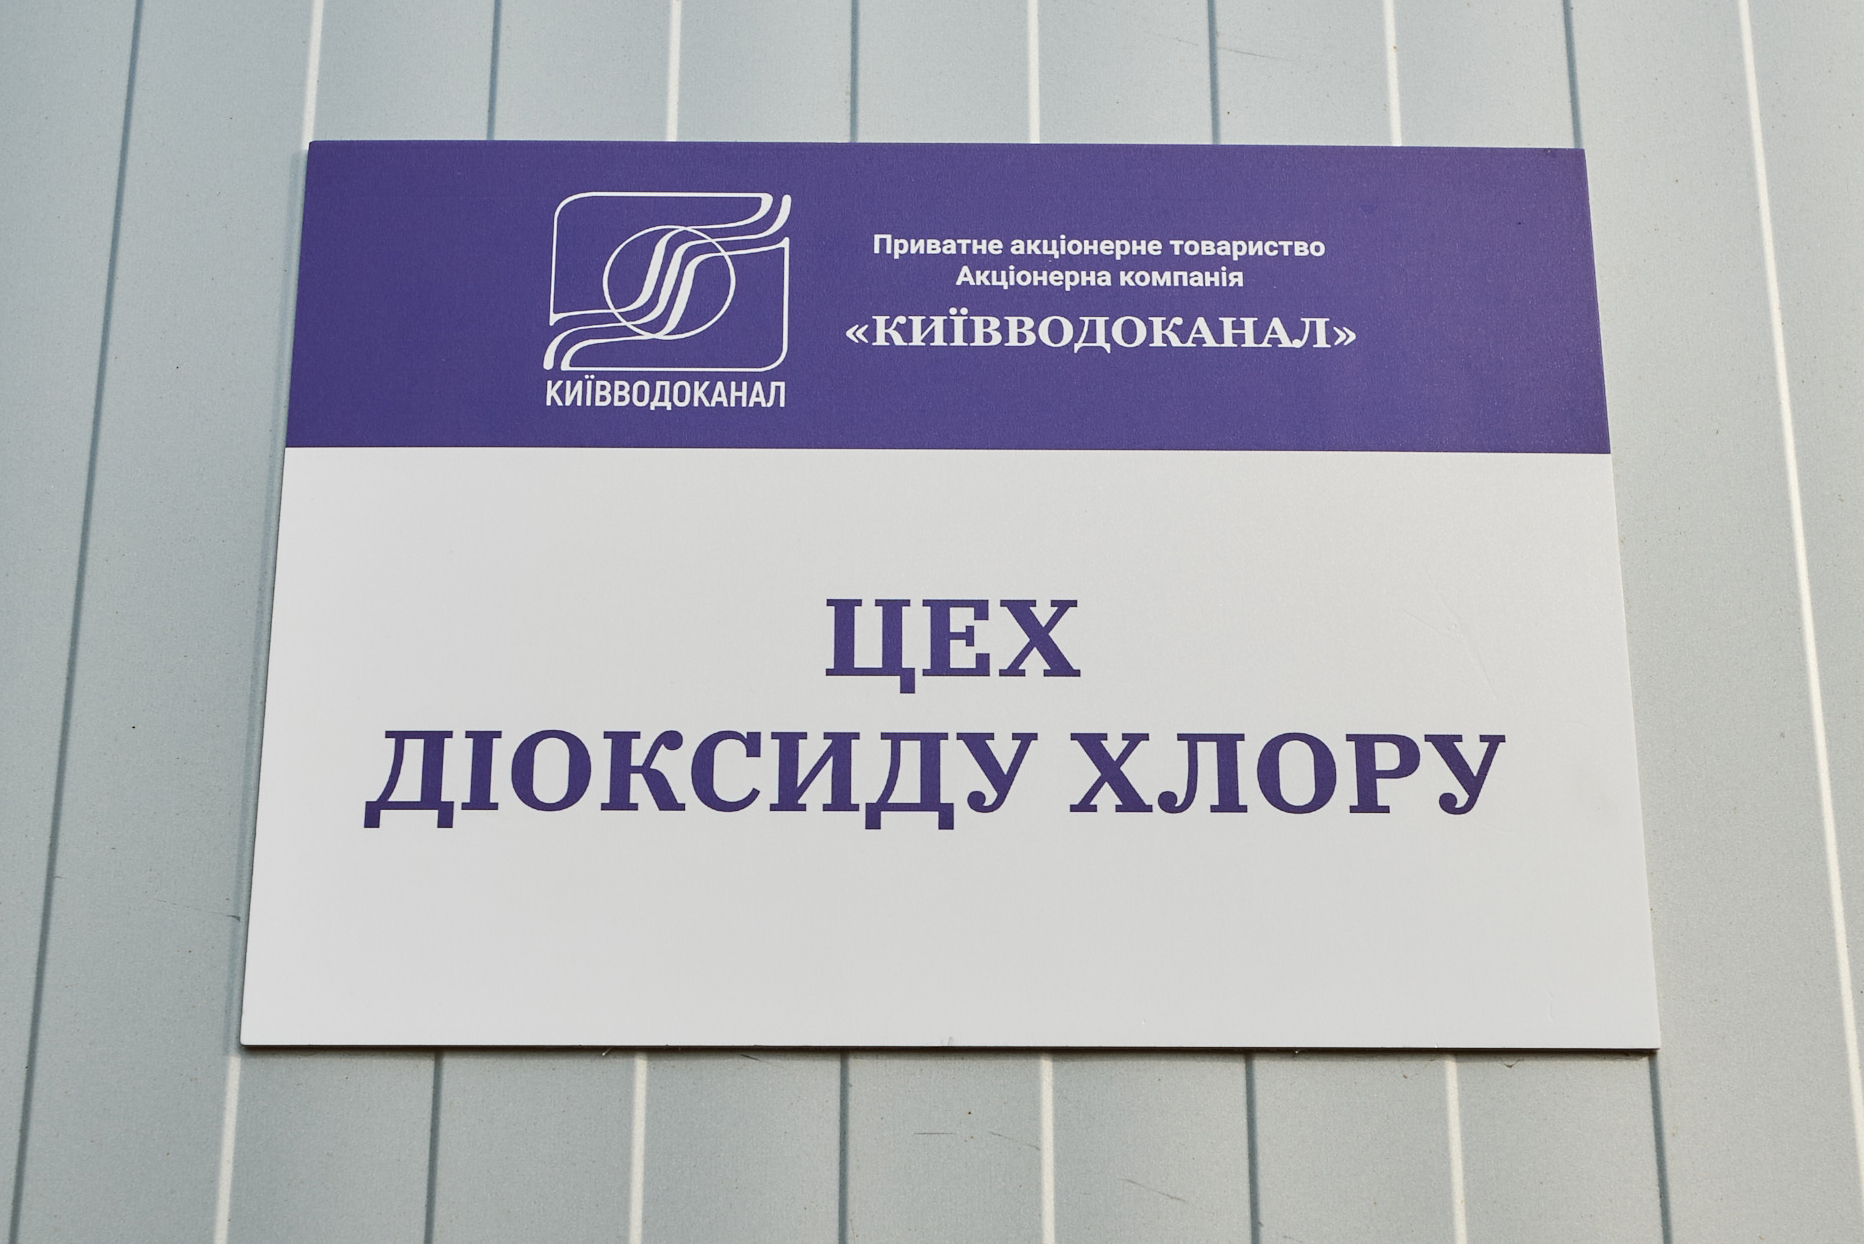 КИЇВВОДОКАНАЛ
Приватне акціонерне товариство
Акціонерна компанія
«КИЇВВОДОКАНАЛ»
ЦЕХ
ДІОКСИДУ ХЛОРУ